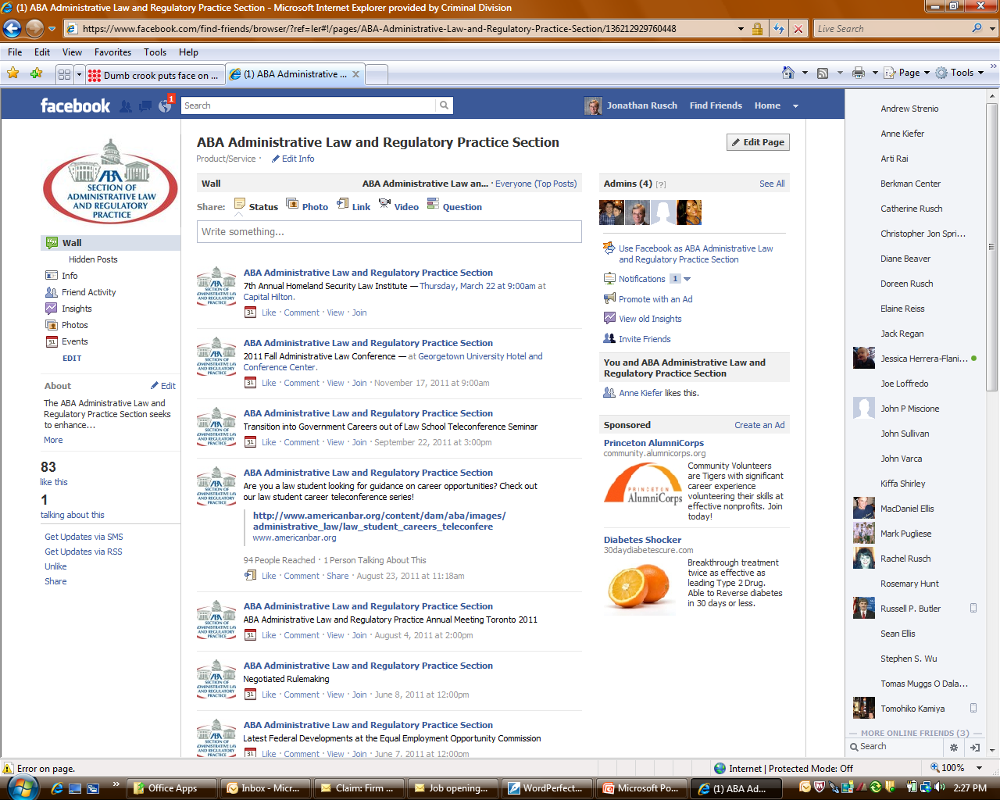 (1) ABA Administrative Law and Regulatory Practice Section - Microsoft Internet Explorer provided by Criminal Division
https://www.facebook.com/find-friends/browser/?ref=ler#!/pages/ABA-Administrative-Law-and-Regulatory-Practice-Section/136212929760448
Live Search
File Edit View Favorites Tools Help
Dumb crook puts face on ...
(1) ABA Administrative ...
Page Tools
facebook
1
Search
Jonathan Rusch Find Friends Home
ABA
SECTION OF
ADMINISTRATIVE LAW
AND REGULATORY
PRACTICE
Wall
Hidden Posts
Info
Friend Activity
Insights
Photos
31 Events
EDIT
About Edit
The ABA Administrative Law and
Regulatory Practice Section seeks
to enhance...
More
83
like this
1
talking about this
Get Updates via SMS
Get Updates via RSS
Unlike
Share
ABA Administrative Law and Regulatory Practice Section
Product/Service · Edit Info
Edit Page
Wall ABA Administrative Law an... · Everyone (Top Posts)
Share: Status Photo Link Video Question
Write something...
ABA Administrative Law and Regulatory Practice Section
7th Annual Homeland Security Law Institute — Thursday, March 22 at 9:00am at
Capital Hilton.
31 Like · Comment · View · Join
ABA Administrative Law and Regulatory Practice Section
2011 Fall Administrative Law Conference — at Georgetown University Hotel and
Conference Center.
31 Like · Comment · View · Join · November 17, 2011 at 9:00am
ABA Administrative Law and Regulatory Practice Section
Transition into Government Careers out of Law School Teleconference Seminar
31 Like · Comment · View · Join · September 22, 2011 at 3:00pm
ABA Administrative Law and Regulatory Practice Section
Are you a law student looking for guidance on career opportunities? Check out
our law student career teleconference series!
http://www.americanbar.org/content/dam/aba/images/
administrative_law/law_student_careers_teleconfere
www.americanbar.org
94 People Reached · 1 Person Talking About This
Like · Comment · Share · August 23, 2011 at 11:18am
ABA Administrative Law and Regulatory Practice Section
ABA Administrative Law and Regulatory Practice Annual Meeting Toronto 2011
31 Like · Comment · View · Join · August 4, 2011 at 2:00pm
ABA Administrative Law and Regulatory Practice Section
Negotiated Rulemaking
31 Like · Comment · View · Join · June 8, 2011 at 12:00pm
ABA Administrative Law and Regulatory Practice Section
Latest Federal Developments at the Equal Employment Opportunity Commission
31 Like · Comment · View · Join · June 7, 2011 at 12:00pm
Admins (4) [?] See All
Use Facebook as ABA Administrative Law
and Regulatory Practice Section
Notifications 1
Promote with an Ad
View old Insights
Invite Friends
You and ABA Administrative Law and
Regulatory Practice Section
Anne Kiefer likes this.
Sponsored Create an Ad
Princeton AlumniCorps
community.alumnicorps.org
PRINCETON
AlumniCorps
Community Volunteers
are Tigers with significant
career experience
volunteering their skills at
effective nonprofits. Join
today!
Diabetes Shocker
30daydiabetescure.com
Breakthrough treatment
twice as effective as
leading Type 2 Drug.
Able to Reverse diabetes
in 30 days or less.
Andrew Strenio
Anne Kiefer
Arti Rai
Berkman Center
Catherine Rusch
Christopher Jon Spri...
Diane Beaver
Doreen Rusch
Elaine Reiss
Jack Regan
Jessica Herrera-Flani...
Joe Loffredo
John P Miscione
John Sullivan
John Varca
Kiffa Shirley
MacDaniel Ellis
Mark Pugliese
Rachel Rusch
Rosemary Hunt
Russell P. Butler
Sean Ellis
Stephen S. Wu
Tomas Muggs O Dala...
Tomohiko Kamiya
MORE ONLINE FRIENDS (3)
Search
Error on page.
Internet | Protected Mode: Off
100%
Office Apps
Inbox - Micr...
Claim: Firm ...
Job opening...
WordPerfect...
Microsoft Po...
(1) ABA Ad...
2:27 PM